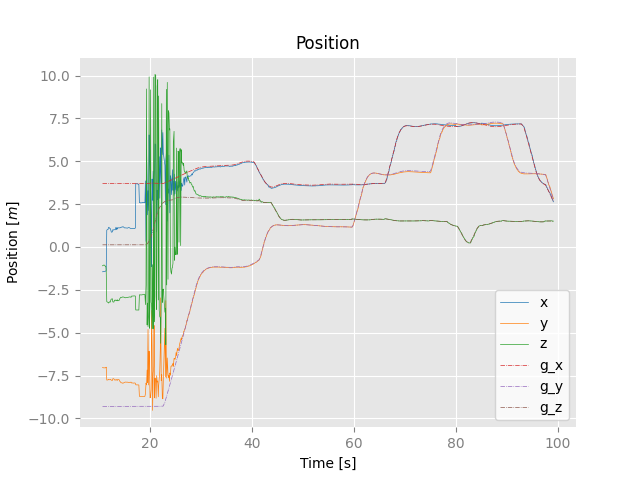 Position
10.0
7.5
5.0
2.5
0.0
−2.5
−5.0
−7.5
−10.0
Position [m]
20 40 60 80 100
Time [s]
x
y
z
g_x
g_y
g_z